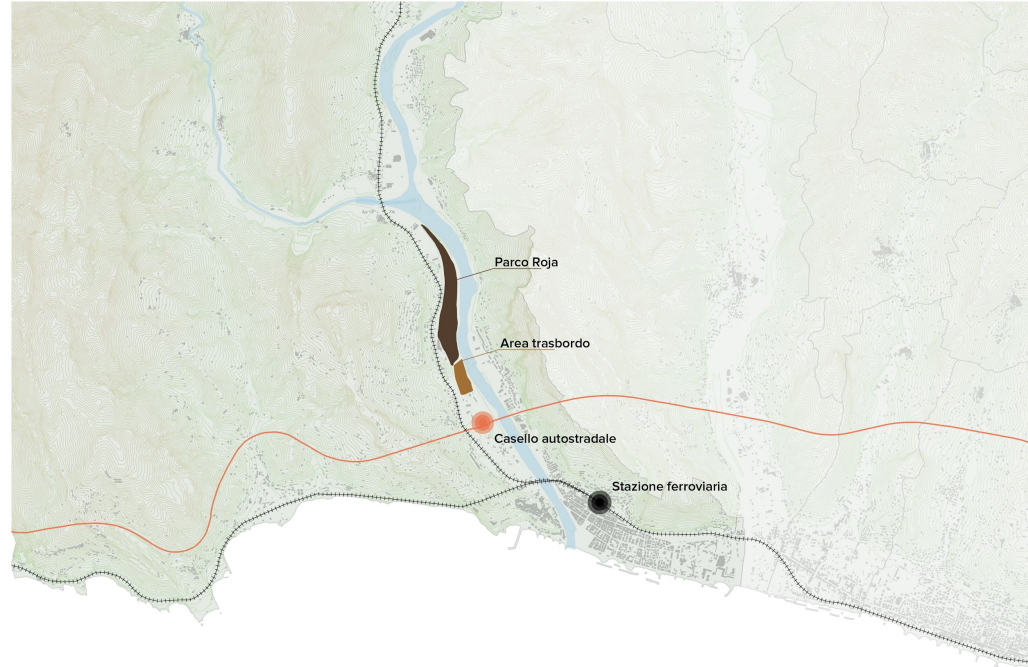 Parco Roja
Area trasbordo
Casello autostradale
Stazione ferroviaria